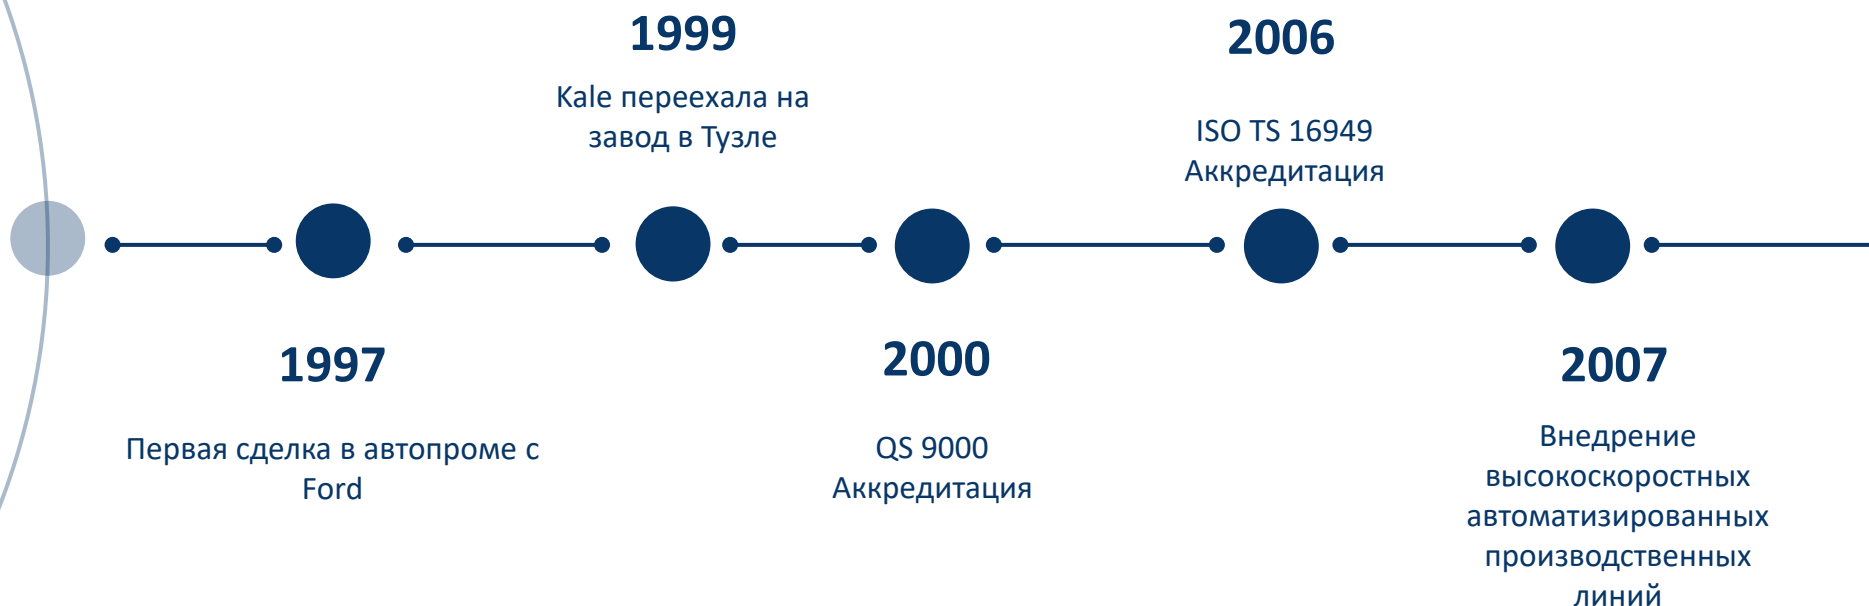 1999
Kale переехала на
завод в Тузле
2006
ISO TS 16949
Аккредитация
1997
Первая сделка в автопроме с
Ford
2000
QS 9000
Аккредитация
2007
Внедрение
высокоскоростных
автоматизированных
производственных
линий